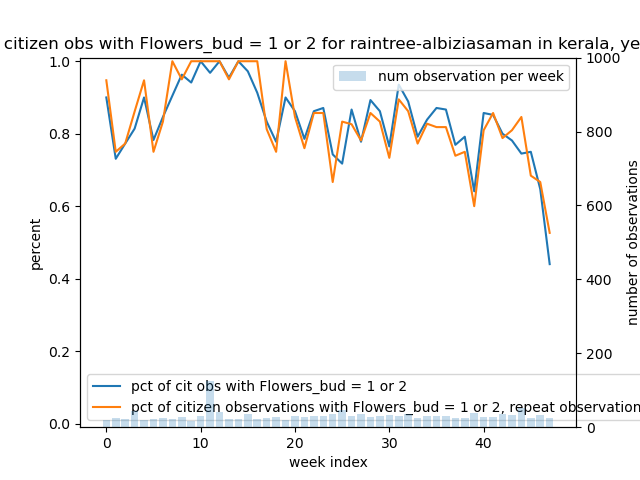 citizen obs with Flowers_bud = 1 or 2 for raintree-albiziasaman in kerala, ye
num observation per week
1.0
0.8
0.6
0.4
0.2
0.0
percent
1000
800
600
400
200
0
number of observations
pct of cit obs with Flowers_bud = 1 or 2
pct of citizen observations with Flowers_bud = 1 or 2, repeat observation
0
10
20
30
40
week index